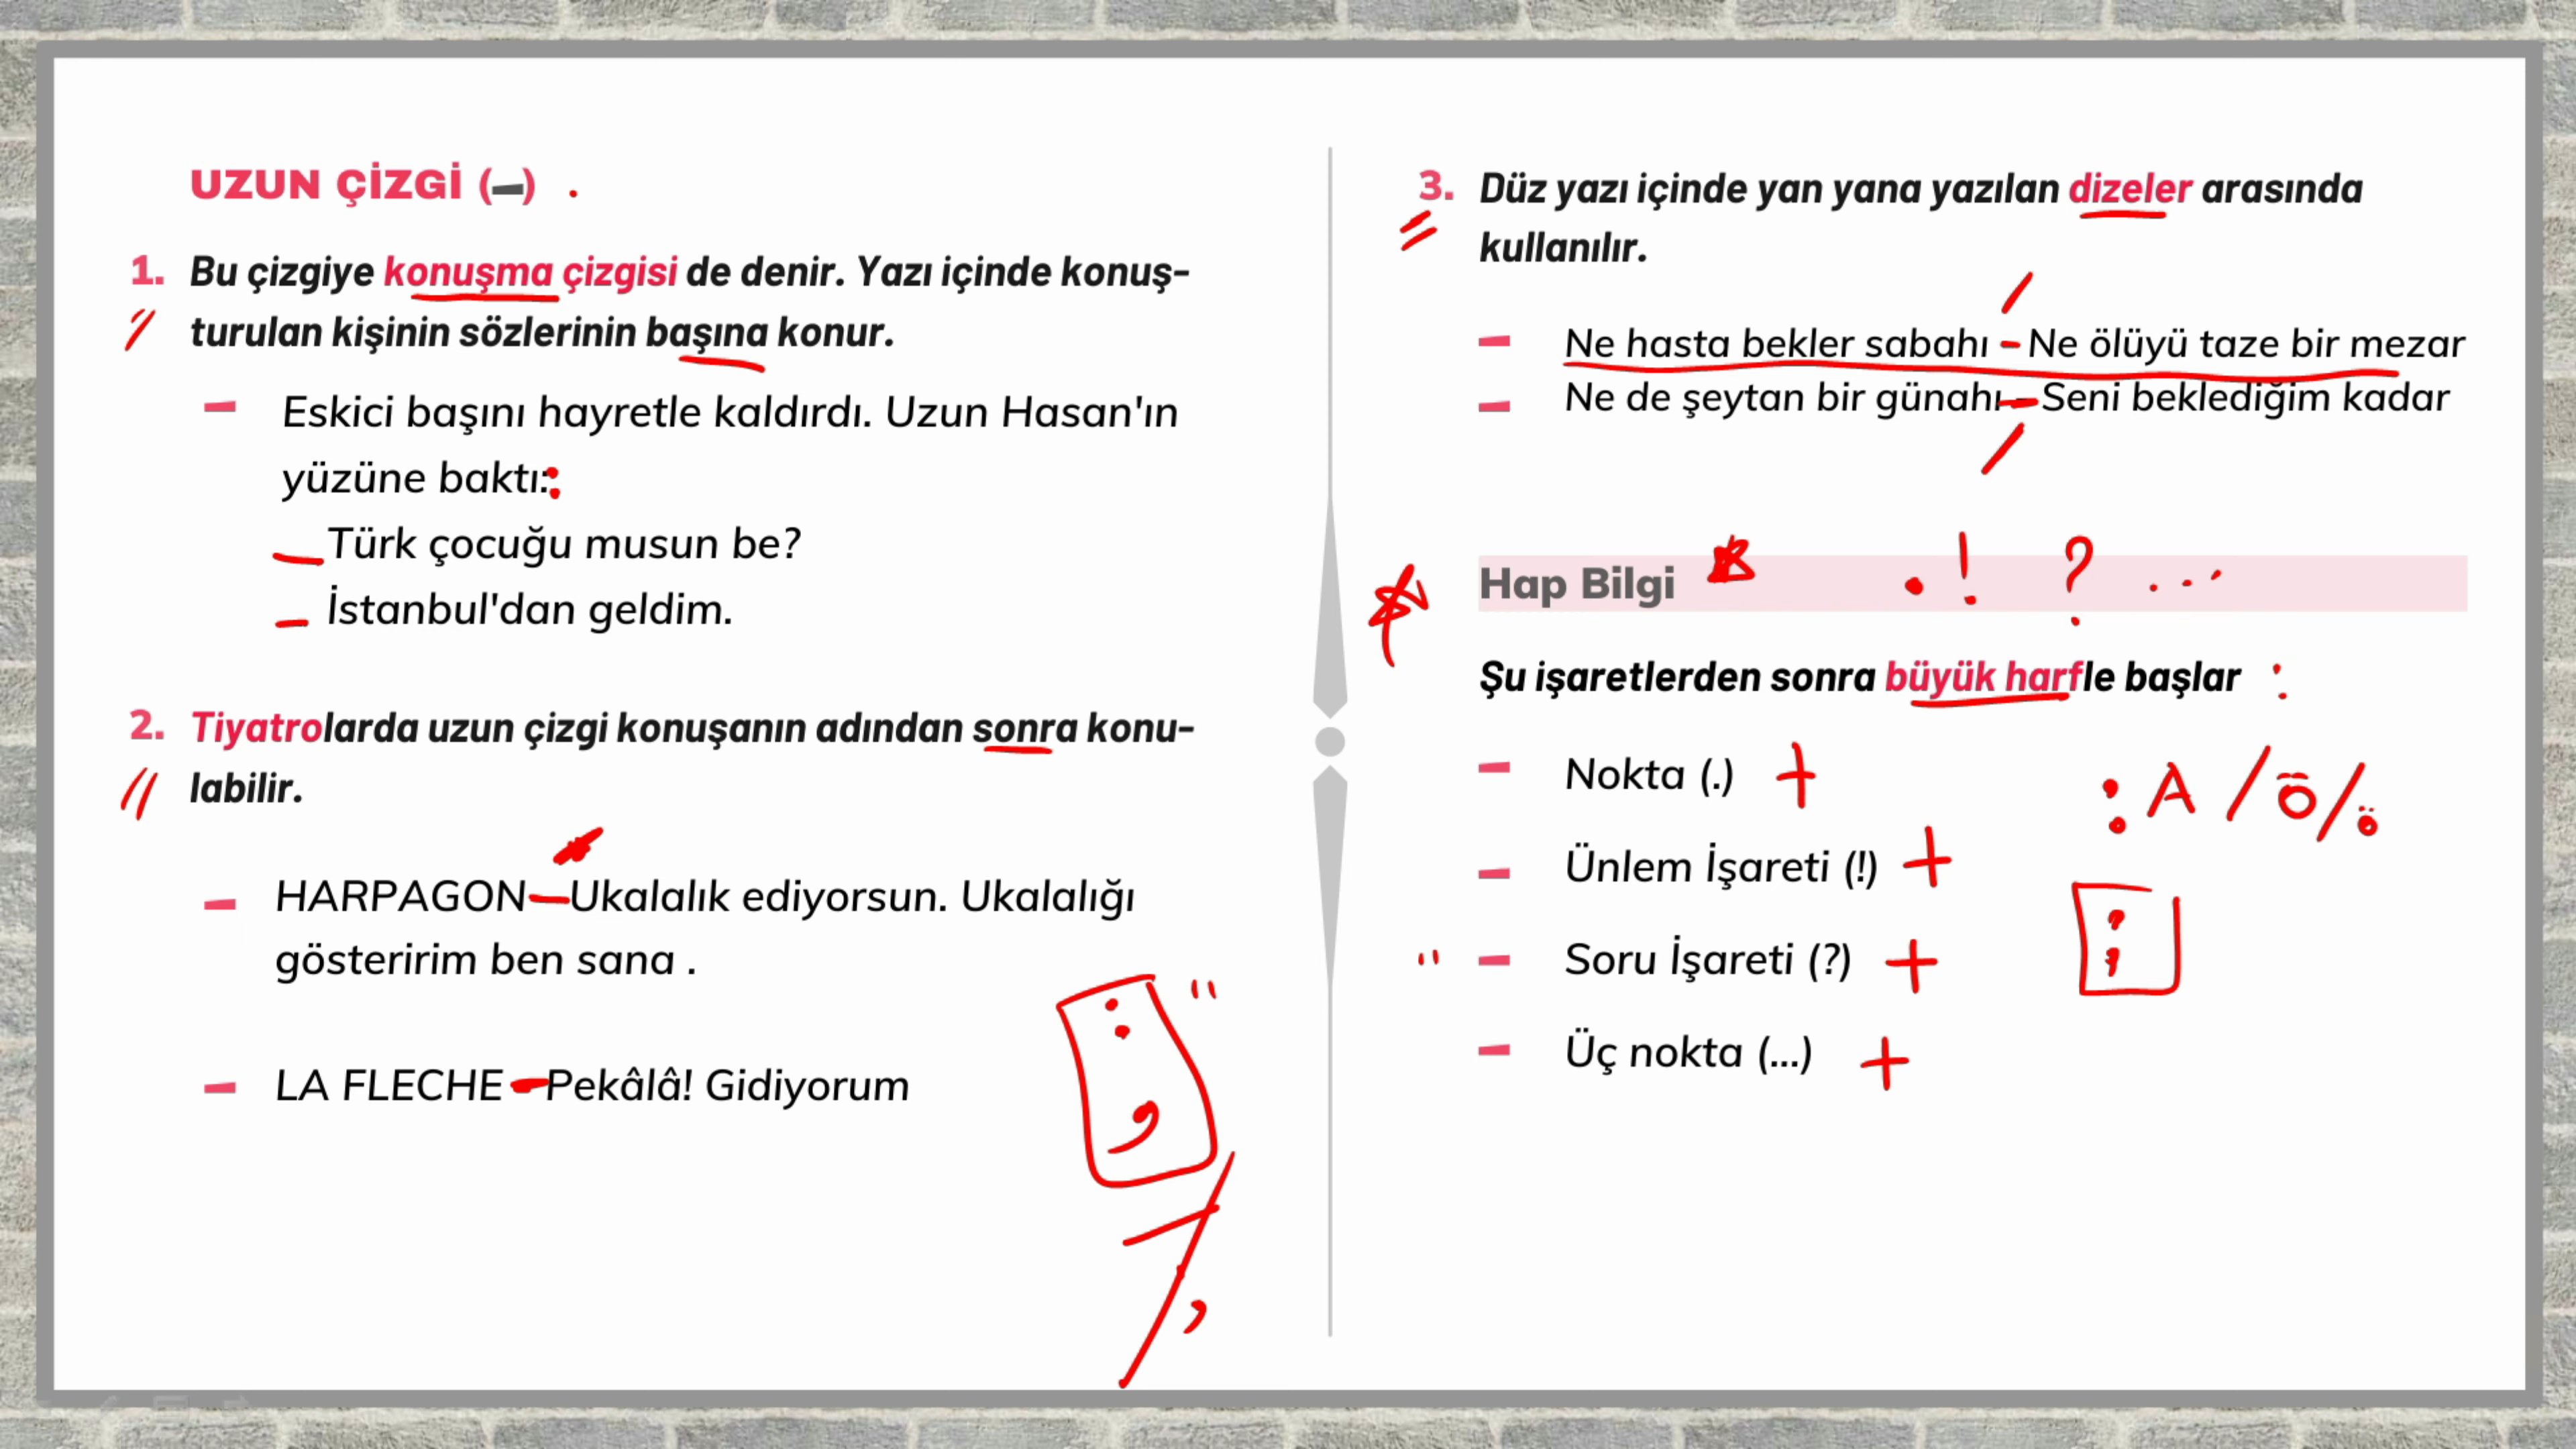 UZUN ÇİZGİ (–) .
1. Bu çizgiye konuşma çizgisi de denir. Yazı içinde konuş-
turulan kişinin sözlerinin başına konur.
- Eskici başını hayretle kaldırdı. Uzun Hasan'ın
yüzüne baktı:
— Türk çocuğu musun be?
— İstanbul'dan geldim.
2. Tiyatrolarda uzun çizgi konuşanın adından sonra konu-
labilir.
- HARPAGON — Ukalalık ediyorsun. Ukalalığı
gösteririm ben sana .
- LA FLECHE — Pekâlâ! Gidiyorum
: "
,
,
3. Düz yazı içinde yan yana yazılan dizeler arasında
kullanılır.
/
- Ne hasta bekler sabahı – Ne ölüyü taze bir mezar
- Ne de şeytan bir günahı – Seni beklediğim kadar
/
Hap Bilgi . ! ? ...
Şu işaretlerden sonra büyük harfle başlar :
- Nokta (.) +
: A / Ö / ö
- Ünlem İşareti (!) +
:
" - Soru İşareti (?) +
- Üç nokta (...) +